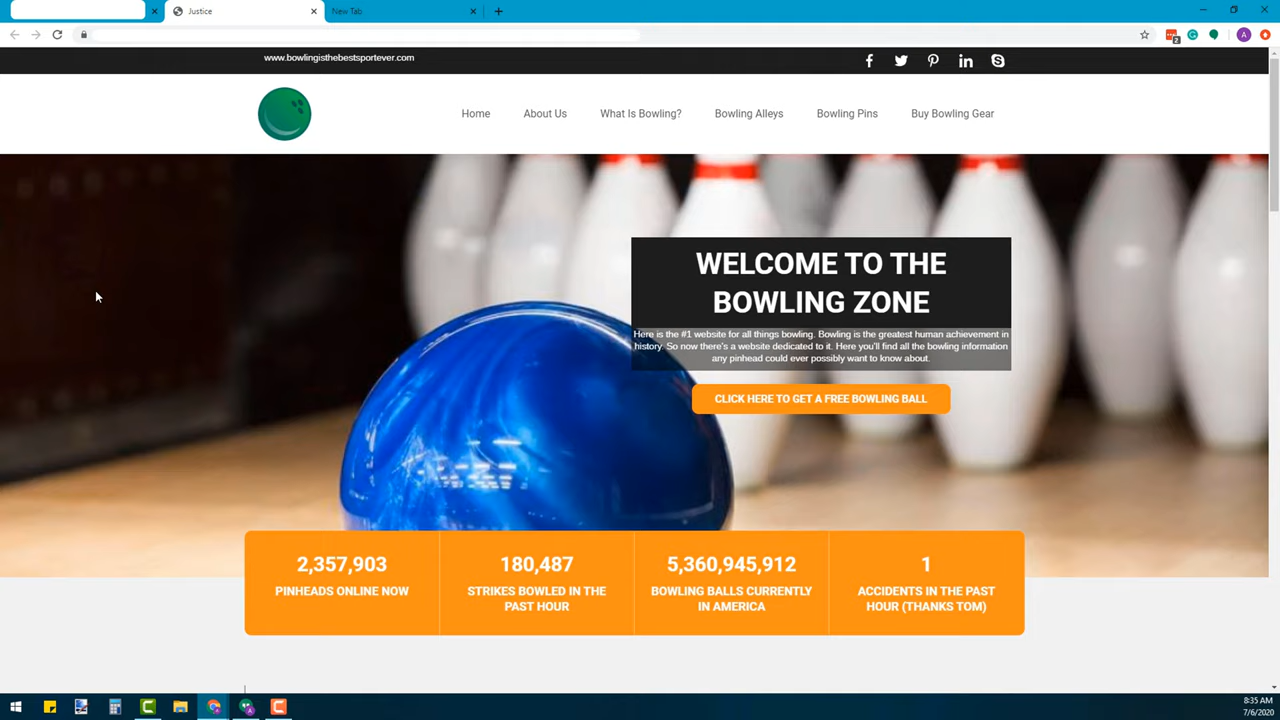 Justice
New Tab
www.bowlingisthebestsportever.com
Home About Us What Is Bowling? Bowling Alleys Bowling Pins Buy Bowling Gear
WELCOME TO THE
BOWLING ZONE
Here is the #1 website for all things bowling. Bowling is the greatest human achievement in
history. So now there's a website dedicated to it. Here you'll find all the bowling information
any pinhead could ever possibly want to know about.
CLICK HERE TO GET A FREE BOWLING BALL
2,357,903
PINHEADS ONLINE NOW
180,487
STRIKES BOWLED IN THE
PAST HOUR
5,360,945,912
BOWLING BALLS CURRENTLY
IN AMERICA
1
ACCIDENTS IN THE PAST
HOUR (THANKS TOM)
8:35 AM
7/6/2020